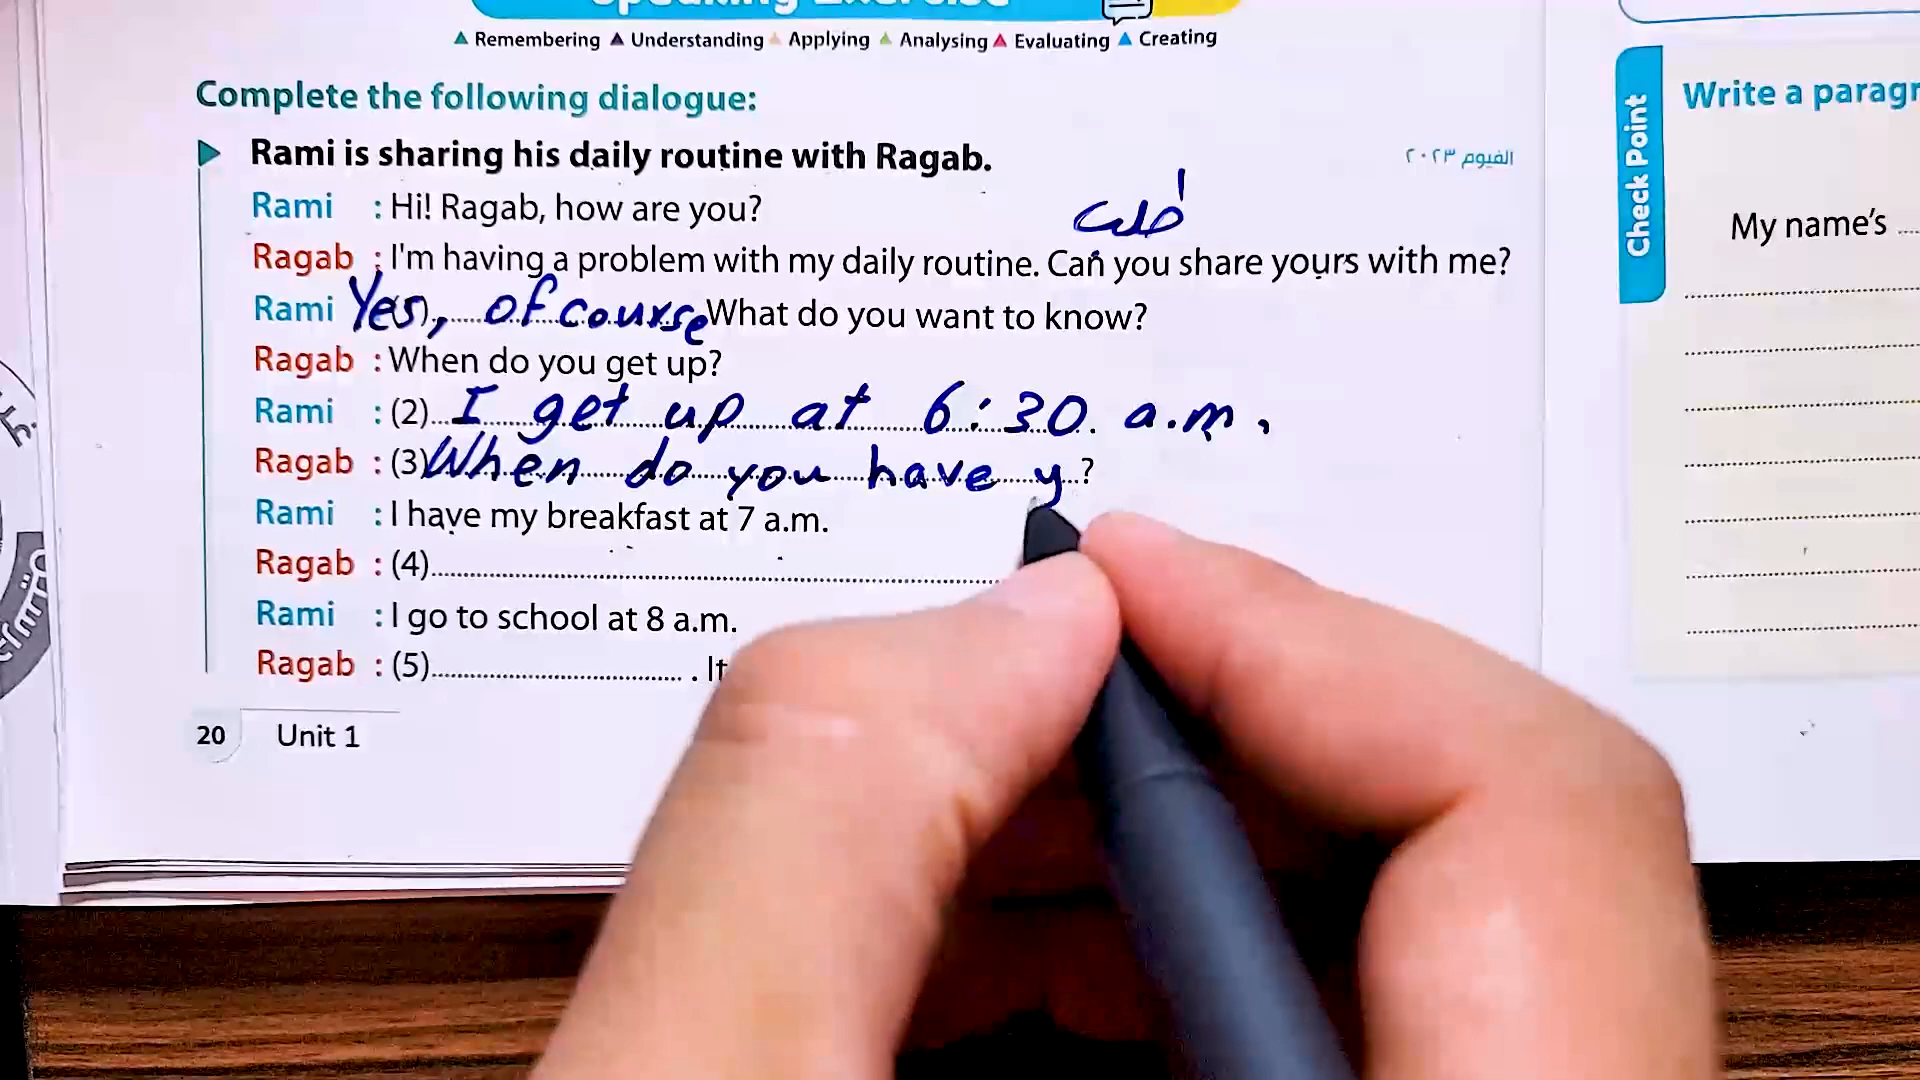 Speaking Exercise
Remembering Understanding Applying Analysing Evaluating Creating
Complete the following dialogue:
Rami is sharing his daily routine with Ragab.
الفيوم ٢٠٢٣
Rami : Hi! Ragab, how are you?
طلب
Ragab : I'm having a problem with my daily routine. Can you share yours with me?
Rami Yes, of course What do you want to know?
Ragab : When do you get up?
Rami : (2) I get up at 6:30 a.m.
Ragab : (3) When do you have y ?
Rami : I have my breakfast at 7 a.m.
Ragab : (4)
Rami : I go to school at 8 a.m.
Ragab : (5) . It
20 Unit 1
Check Point
Write a paragr
My name's